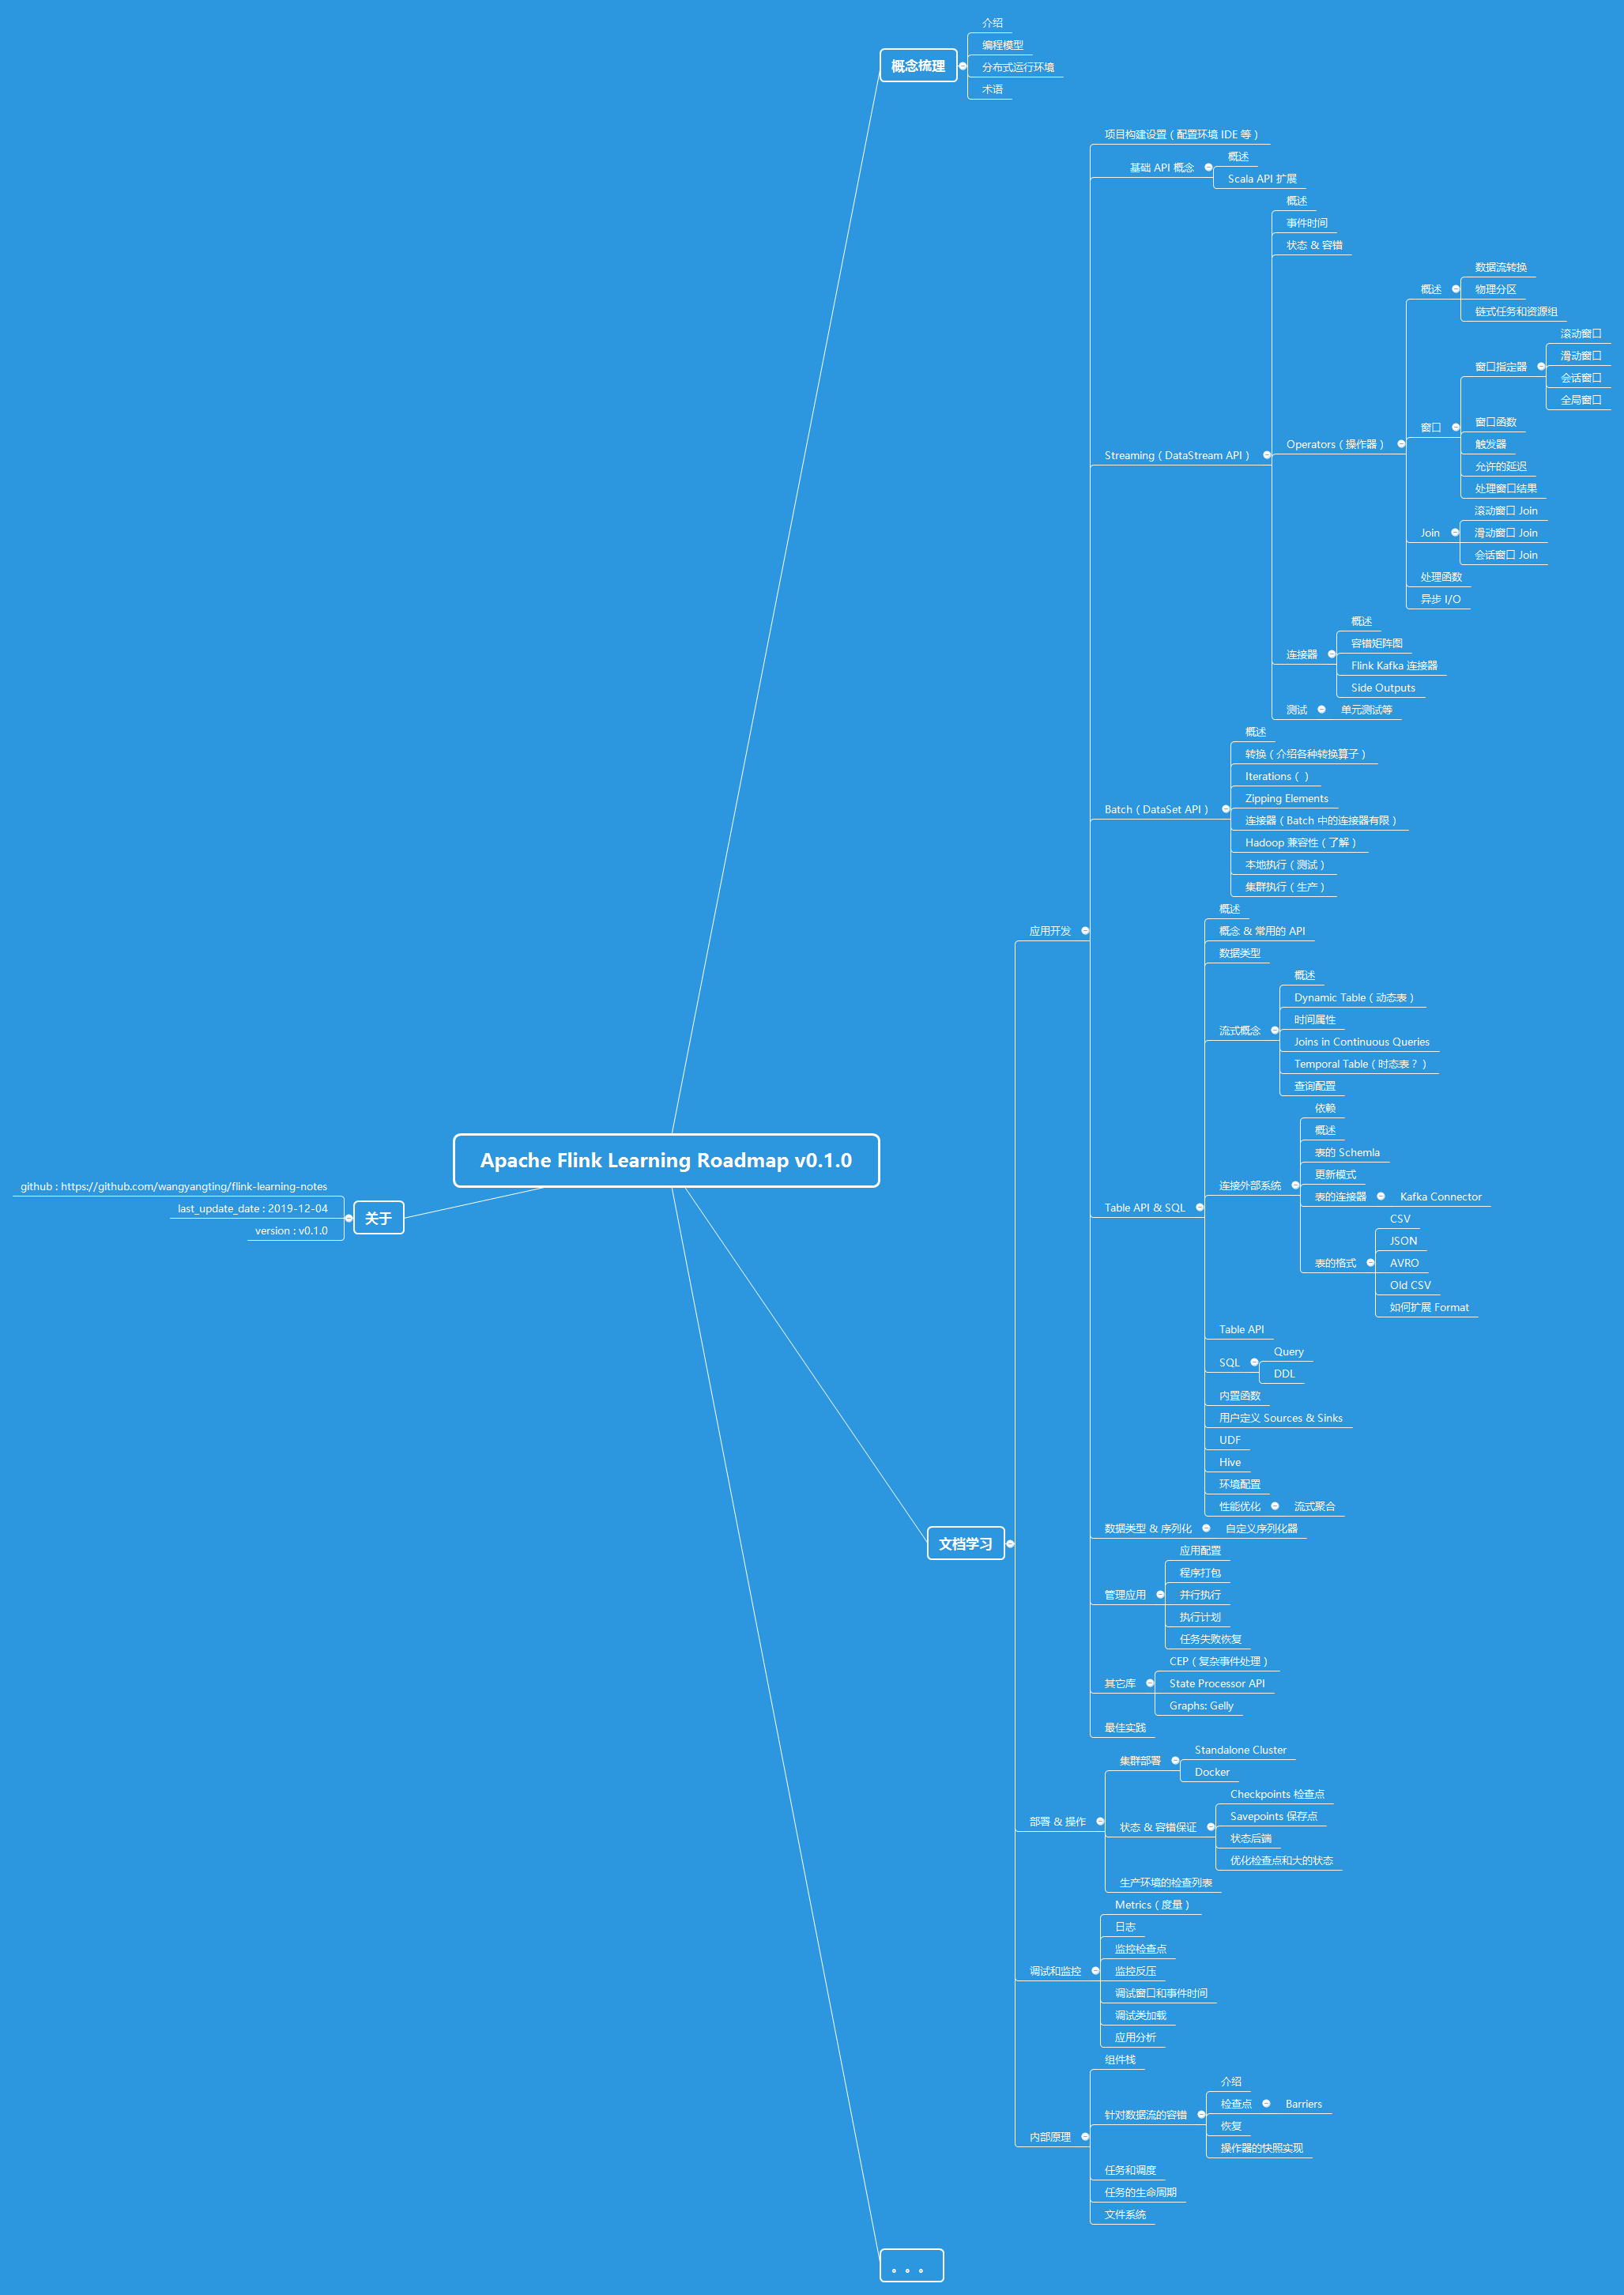 介绍
编程模型
概念梳理
分布式运行环境
术语
项目构建设置（配置环境 IDE 等）
基础 API 概念
概述
Scala API 扩展
概述
事件时间
状态 & 容错
Streaming（DataStream API）
Operators（操作器）
概述
数据流转换
物理分区
链式任务和资源组
窗口
窗口指定器
滚动窗口
滑动窗口
会话窗口
全局窗口
窗口函数
触发器
允许的延迟
处理窗口结果
Join
滚动窗口 Join
滑动窗口 Join
会话窗口 Join
处理函数
异步 I/O
连接器
概述
容错矩阵图
Flink Kafka 连接器
Side Outputs
测试
单元测试等
Batch（DataSet API）
概述
转换（介绍各种转换算子）
Iterations（ ）
Zipping Elements
连接器（Batch 中的连接器有限）
Hadoop 兼容性（了解）
本地执行（测试）
集群执行（生产）
应用开发
Table API & SQL
概述
概念 & 常用的 API
数据类型
流式概念
概述
Dynamic Table（动态表）
时间属性
Joins in Continuous Queries
Temporal Table（时态表？）
查询配置
连接外部系统
依赖
概述
表的 Schemla
更新模式
表的连接器
Kafka Connector
表的格式
CSV
JSON
AVRO
Old CSV
如何扩展 Format
Table API
SQL
Query
DDL
内置函数
用户定义 Sources & Sinks
UDF
Hive
环境配置
性能优化
流式聚合
Apache Flink Learning Roadmap v0.1.0
关于
github : https://github.com/wangyangting/flink-learning-notes
last_update_date : 2019-12-04
version : v0.1.0
文档学习
数据类型 & 序列化
自定义序列化器
管理应用
应用配置
程序打包
并行执行
执行计划
任务失败恢复
其它库
CEP（复杂事件处理）
State Processor API
Graphs: Gelly
最佳实践
部署 & 操作
集群部署
Standalone Cluster
Docker
状态 & 容错保证
Checkpoints 检查点
Savepoints 保存点
状态后端
优化检查点和大的状态
生产环境的检查列表
调试和监控
Metrics（度量）
日志
监控检查点
监控反压
调试窗口和事件时间
调试类加载
应用分析
内部原理
组件栈
针对数据流的容错
介绍
检查点
Barriers
恢复
操作器的快照实现
任务和调度
任务的生命周期
文件系统
。。。